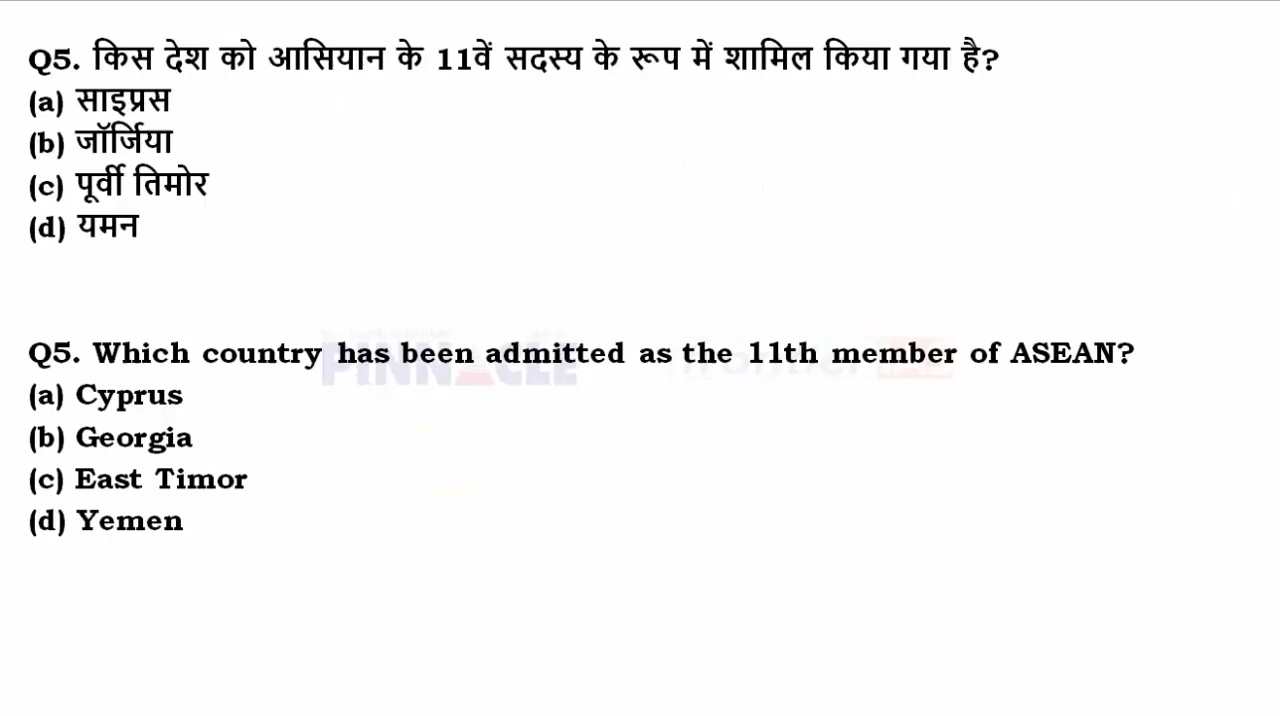 Q5. किस देश को आसियान के 11वें सदस्य के रूप में शामिल किया गया है?
(a) साइप्रस
(b) जॉर्जिया
(c) पूर्वी तिमोर
(d) यमन
Q5. Which country has been admitted as the 11th member of ASEAN?
PINNACLE
(a) Cyprus
(b) Georgia
(c) East Timor
(d) Yemen